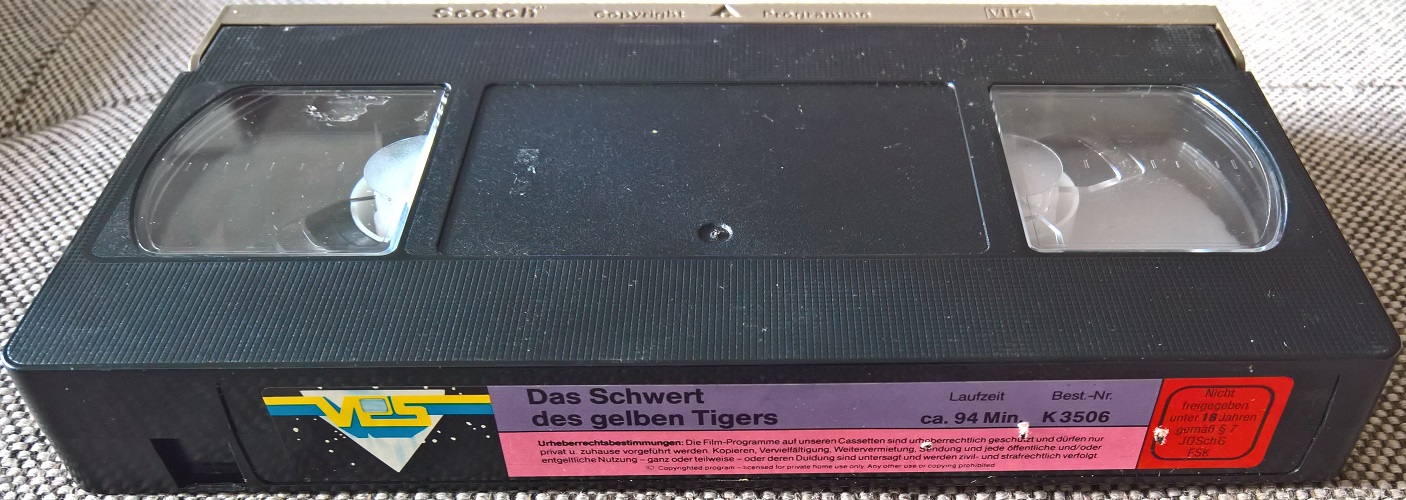 Scotch™ Copyright Programme VHS
VPS
Das Schwert
des gelben Tigers
Laufzeit Best.-Nr.
ca. 94 Min. K 3506
Urheberrechtsbestimmungen: Die Film-Programme auf unseren Cassetten sind urheberrechtlich geschützt und dürfen nur
privat u. zuhause vorgeführt werden. Kopieren, Vervielfältigung, Weitervermietung, Sendung und jede öffentliche und/oder
entgeltliche Nutzung – ganz oder teilweise – oder deren Duldung sind untersagt und werden zivil- und strafrechtlich verfolgt.
© Copyrighted program – licensed for private home use only. Any other use or copying prohibited
Nicht
freigegeben
unter 18 Jahren
gemäß § 7
JÖSchG
FSK